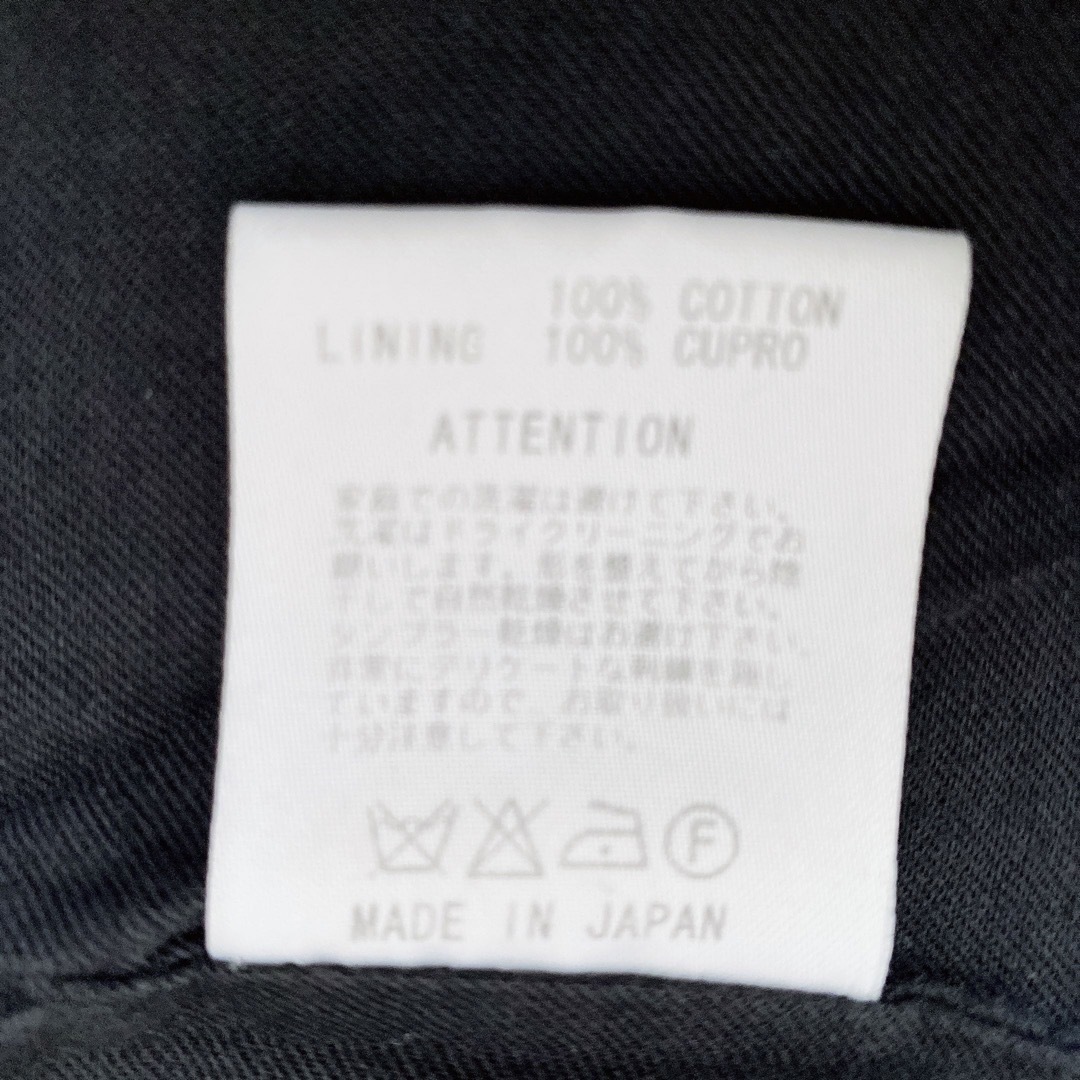 100% COTTON
LINING 100% CUPRO
ATTENTION
家庭での洗濯は避けて下さい。
洗濯はドライクリーニングでお
願いします。形を整えてから陰
干しで自然乾燥させて下さい。
タンブラー乾燥はお避け下さい。
非常にデリケートな刺繍を施し
ていますので、お取り扱いには
十分注意して下さい。
F
MADE IN JAPAN